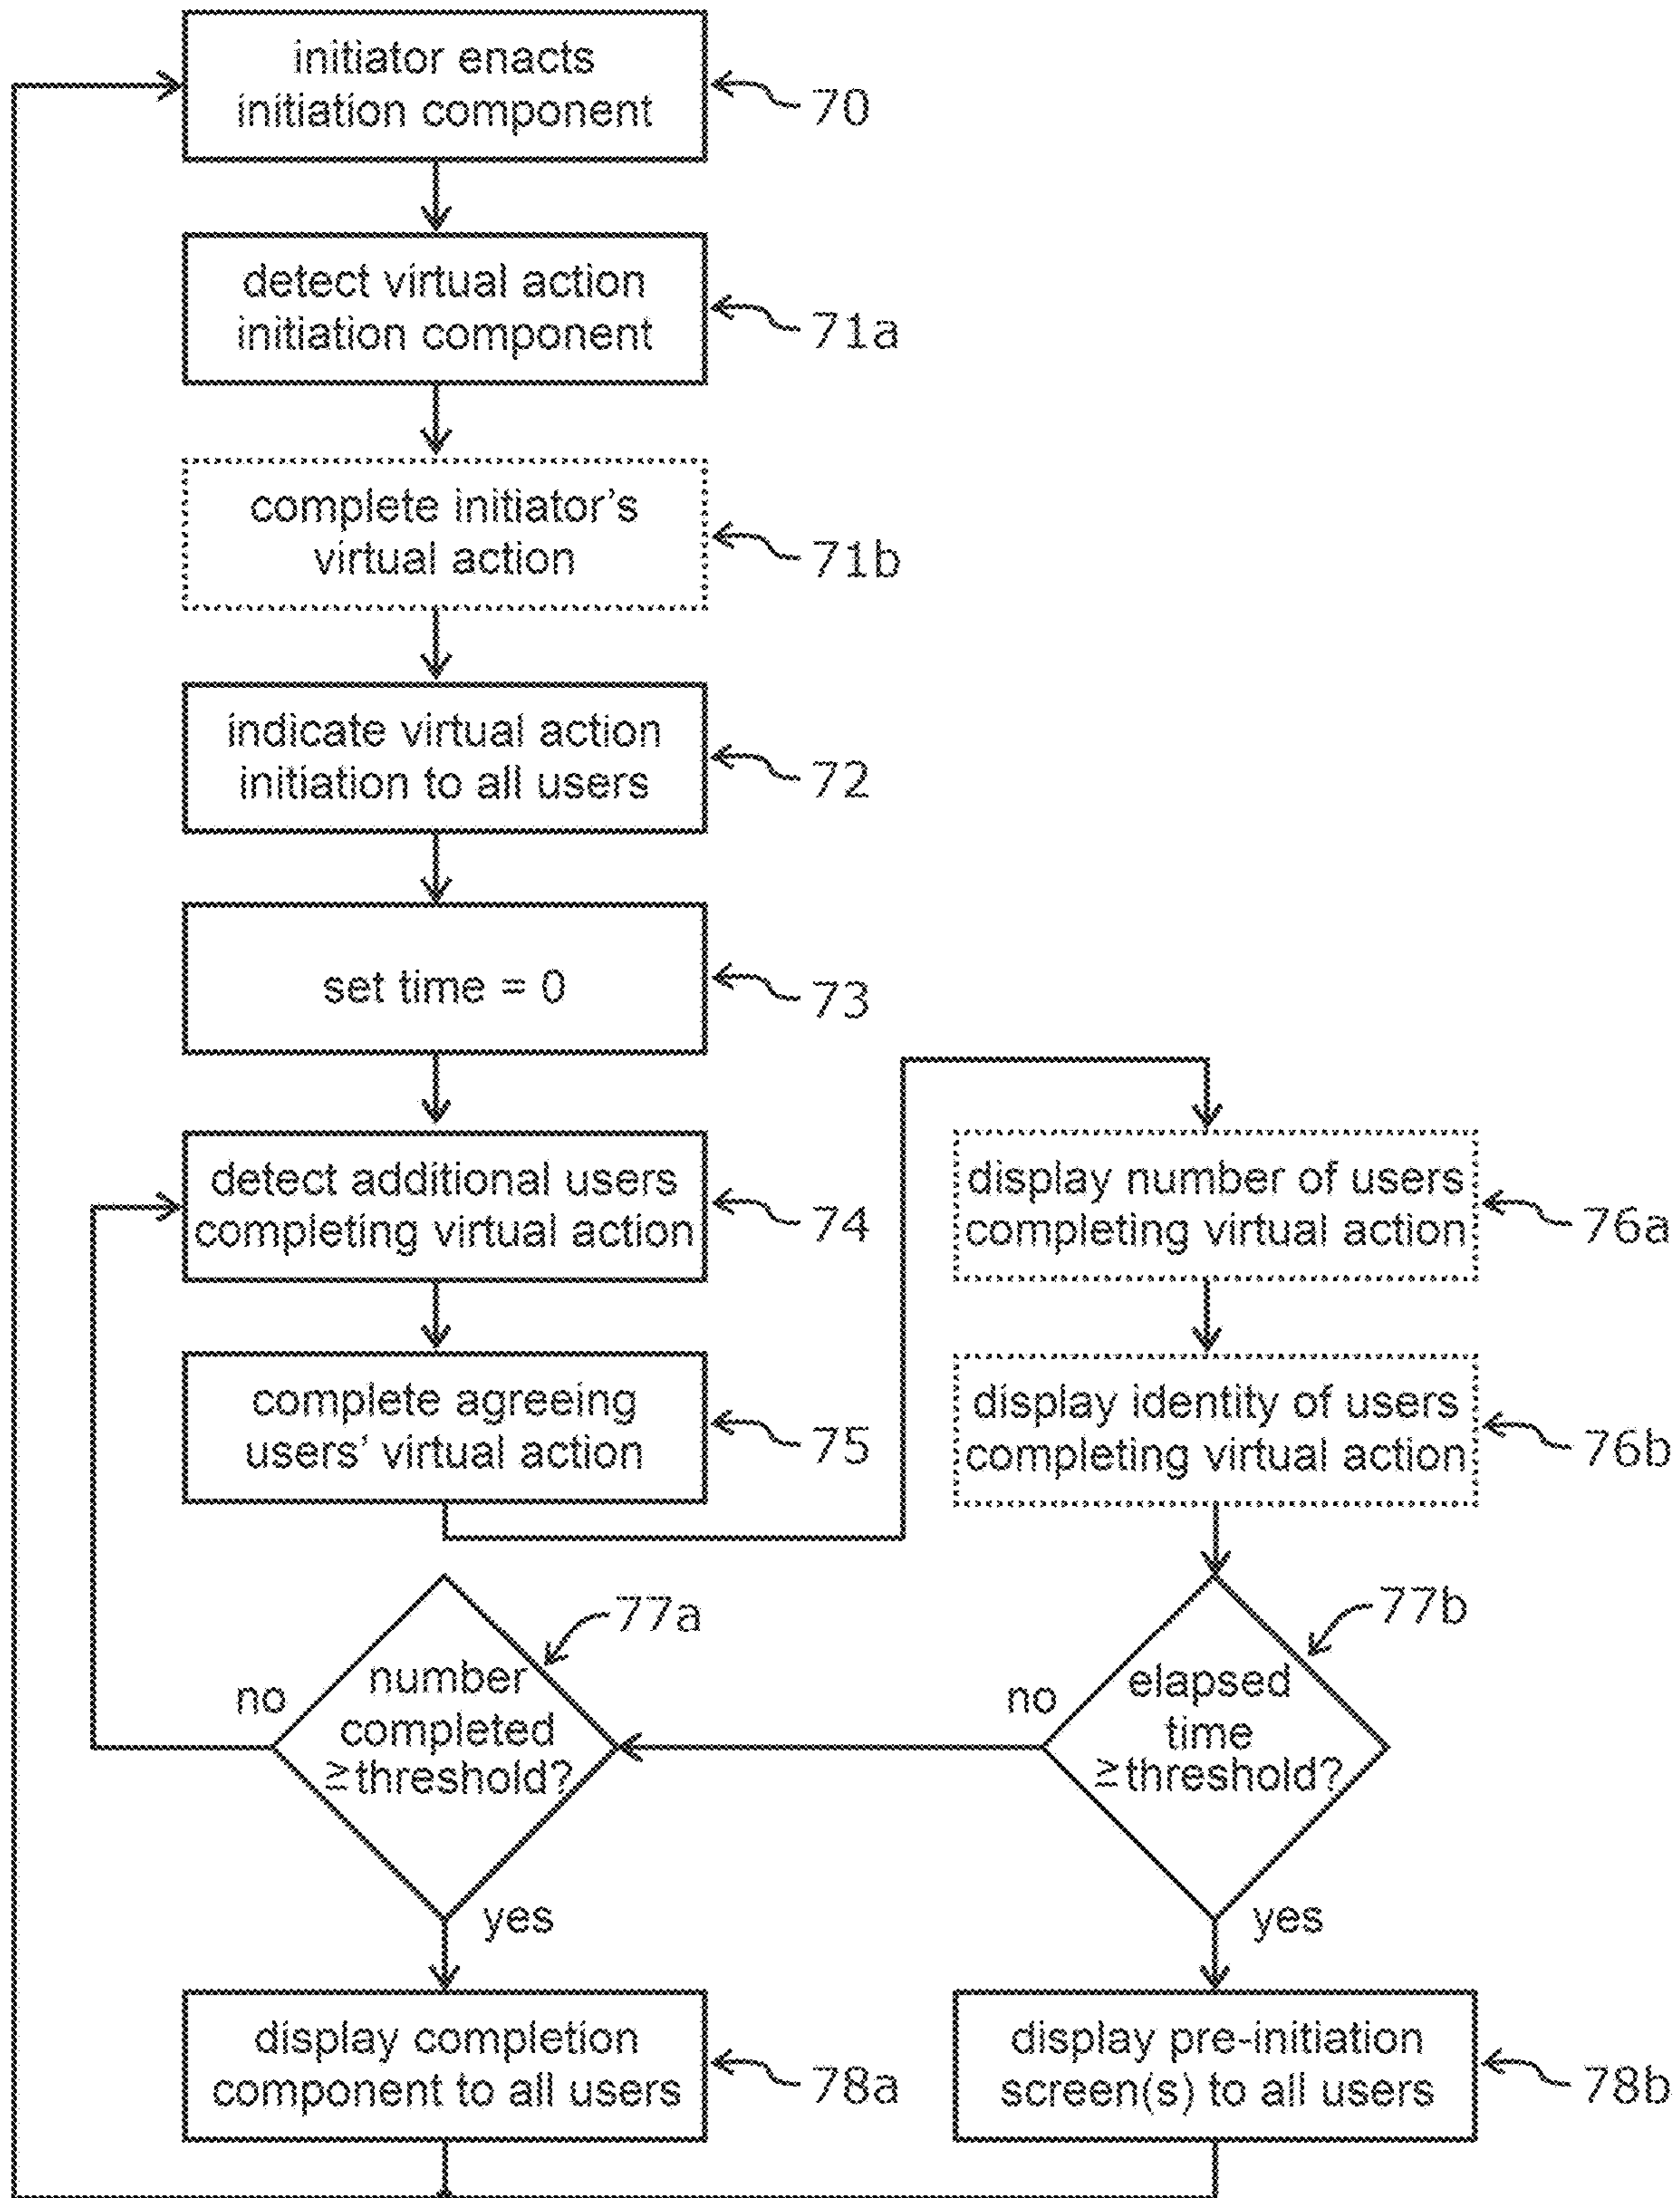 initiator enacts
initiation component
70
detect virtual action
initiation component
71a
complete initiator's
virtual action
71b
indicate virtual action
initiation to all users
72
set time = 0
73
detect additional users
completing virtual action
74
complete agreeing
users' virtual action
75
display number of users
completing virtual action
76a
display identity of users
completing virtual action
76b
77a
number
completed
≥threshold?
no
yes
77b
elapsed
time
≥threshold?
no
yes
display completion
component to all users
78a
display pre-initiation
screen(s) to all users
78b